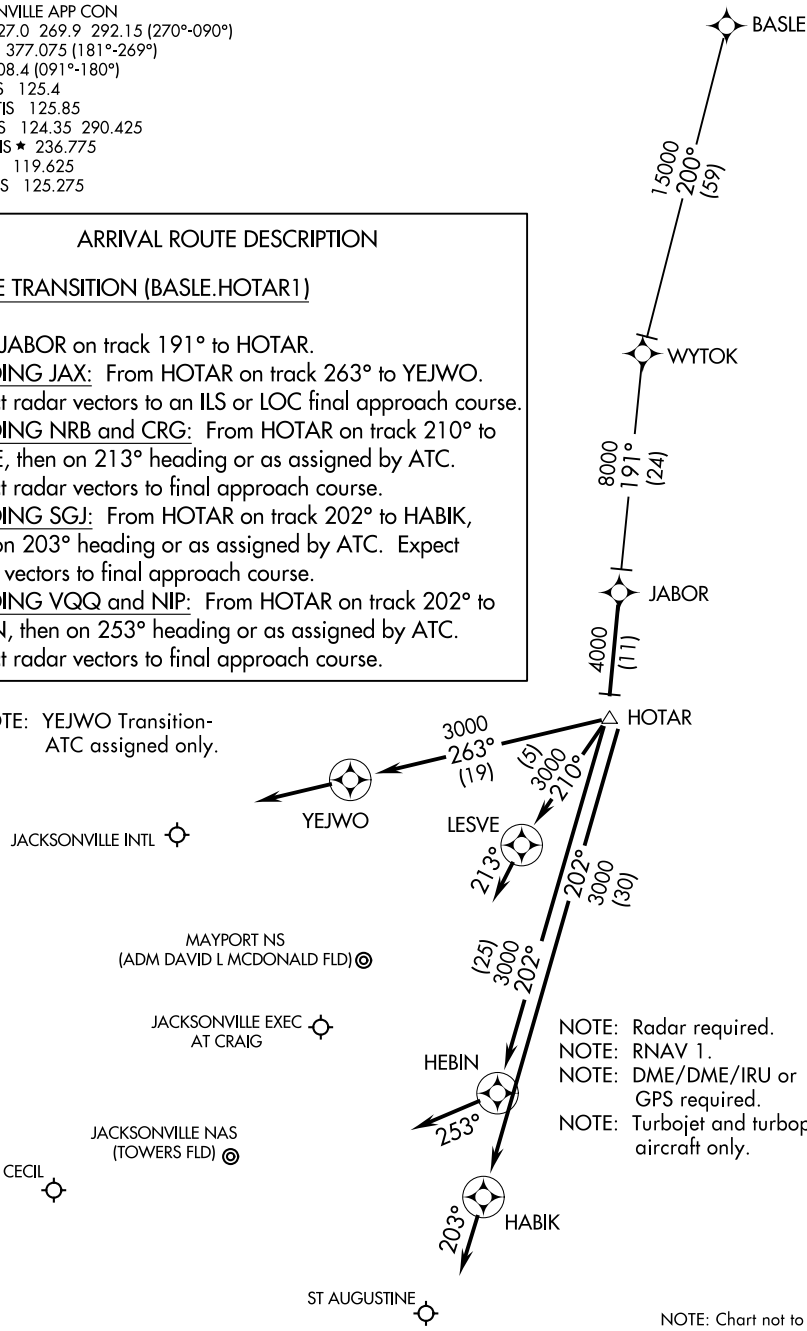 NVILLE APP CON
27.0 269.9 292.15 (270°-090°)
377.075 (181°-269°)
08.4 (091°-180°)
S 125.4
TIS 125.85
S 124.35 290.425
IS ★ 236.775
119.625
S 125.275
ARRIVAL ROUTE DESCRIPTION
E TRANSITION (BASLE.HOTAR1)
JABOR on track 191° to HOTAR.
DING JAX: From HOTAR on track 263° to YEJWO.
ct radar vectors to an ILS or LOC final approach course.
DING NRB and CRG: From HOTAR on track 210° to
E, then on 213° heading or as assigned by ATC.
ct radar vectors to final approach course.
DING SGJ: From HOTAR on track 202° to HABIK,
on 203° heading or as assigned by ATC. Expect
vectors to final approach course.
DING VQQ and NIP: From HOTAR on track 202° to
N, then on 253° heading or as assigned by ATC.
ct radar vectors to final approach course.
BASLE
15000
200°
(59)
WYTOK
8000
191°
(24)
JABOR
4000
(11)
HOTAR
OTE: YEJWO Transition-
ATC assigned only.
3000
263°
(19)
YEJWO
(5)
3000
210°
LESVE
213°
202°
3000
(30)
(25)
3000
202°
JACKSONVILLE INTL
MAYPORT NS
(ADM DAVID L MCDONALD FLD)
JACKSONVILLE EXEC
AT CRAIG
HEBIN
253°
JACKSONVILLE NAS
(TOWERS FLD)
CECIL
HABIK
203°
ST AUGUSTINE
NOTE: Radar required.
NOTE: RNAV 1.
NOTE: DME/DME/IRU or
GPS required.
NOTE: Turbojet and turbop
aircraft only.
NOTE: Chart not to